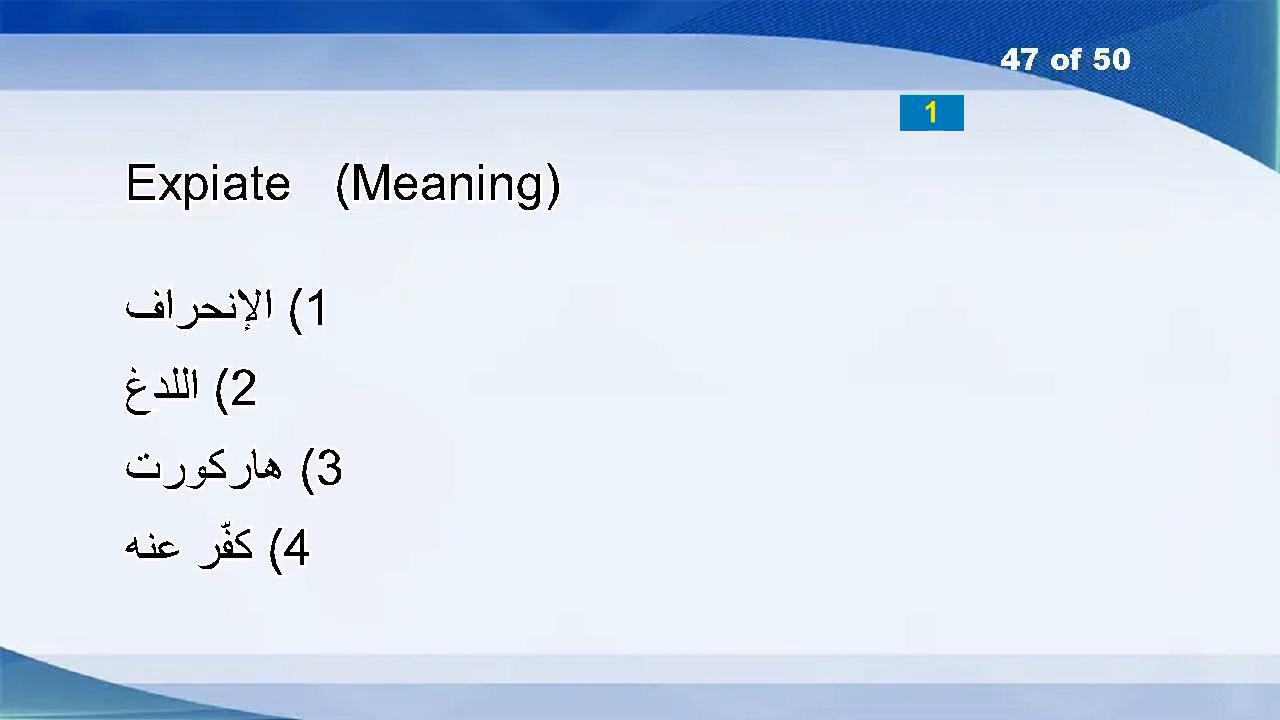 47 of 50
1
Expiate (Meaning)
1) الإنحراف
2) اللدغ
3) هاركورت
4) كفّر عنه